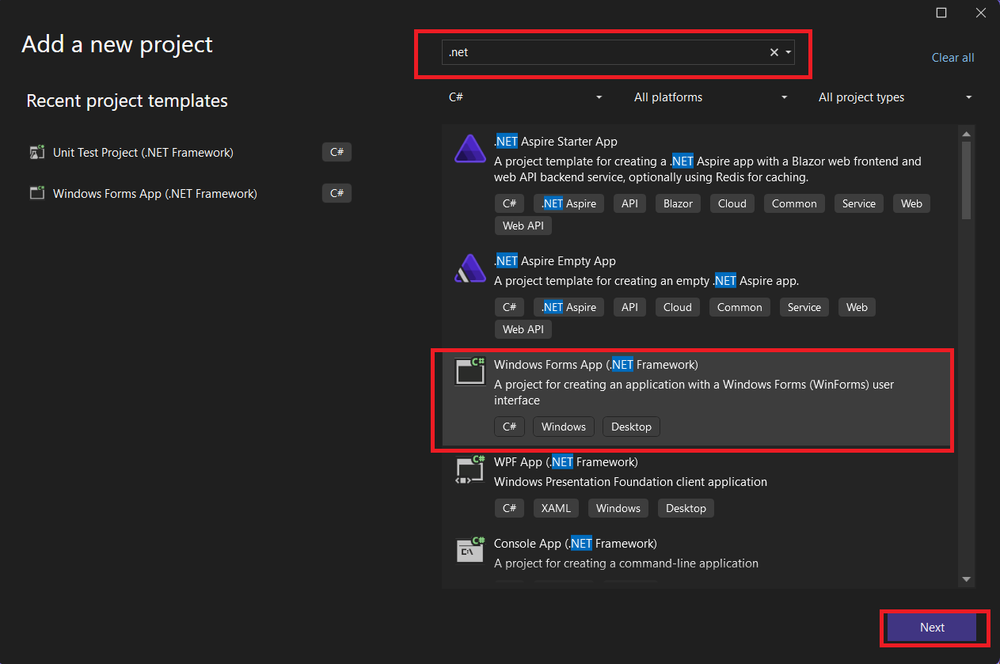 Add a new project
.net
Clear all
Recent project templates
C#
All platforms
All project types
Unit Test Project (.NET Framework)
C#
Windows Forms App (.NET Framework)
C#
.NET Aspire Starter App
A project template for creating a .NET Aspire app with a Blazor web frontend and
web API backend service, optionally using Redis for caching.
C# .NET Aspire API Blazor Cloud Common Service Web
Web API
.NET Aspire Empty App
A project template for creating an empty .NET Aspire app.
C# .NET Aspire API Cloud Common Service Web
Web API
C#
Windows Forms App (.NET Framework)
A project for creating an application with a Windows Forms (WinForms) user
interface
C# Windows Desktop
C#
WPF App (.NET Framework)
Windows Presentation Foundation client application
C# XAML Windows Desktop
C#
C:\
Console App (.NET Framework)
A project for creating a command-line application
Next